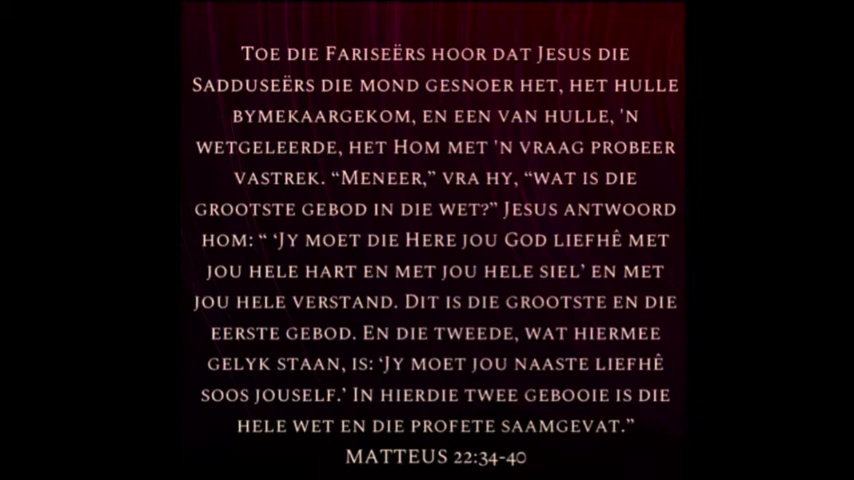 Toe die Fariseërs hoor dat Jesus die
Sadduseërs die mond gesnoer het, het hulle
bymekaargekom, en een van hulle, 'n
wetgeleerde, het Hom met 'n vraag probeer
vastrek. “Meneer,” vra hy, “wat is die
grootste gebod in die wet?” Jesus antwoord
hom: “ ‘Jy moet die Here jou God liefhê met
jou hele hart en met jou hele siel’ en met
jou hele verstand. Dit is die grootste en die
eerste gebod. En die tweede, wat hiermee
gelyk staan, is: ‘Jy moet jou naaste liefhê
soos jouself.’ In hierdie twee gebooie is die
hele wet en die profete saamgevat.”
MATTEUS 22:34-40